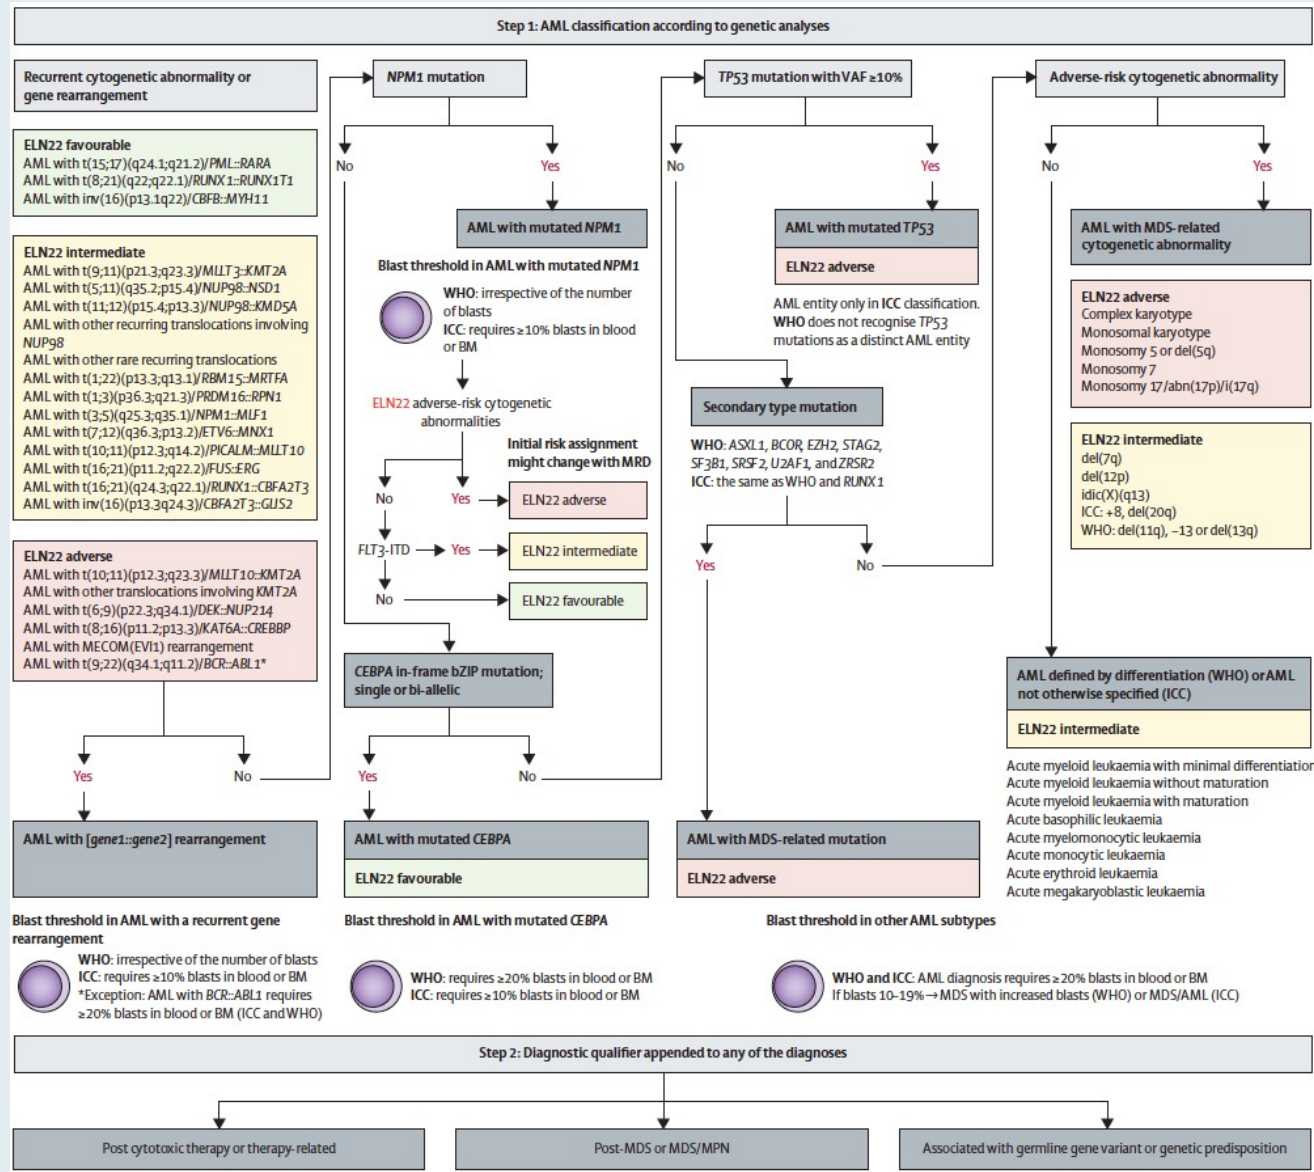 Step 1: AML classification according to genetic analyses
Recurrent cytogenetic abnormality or
gene rearrangement
ELN22 favourable
AML with t(15;17)(q24.1;q21.2)/PML::RARA
AML with t(8;21)(q22;q22.1)/RUNX1::RUNX1T1
AML with inv(16)(p13.1q22)/CBFB::MYH11
ELN22 intermediate
AML with t(9;11)(p21.3;q23.3)/MLLT3::KMT2A
AML with t(5;11)(q35.2;p15.4)/NUP98::NSD1
AML with t(11;12)(p15.4;p13.3)/NUP98::KMD5A
AML with other recurring translocations involving
NUP98
AML with other rare recurring translocations
AML with t(1;22)(p13.3;q13.1)/RBM15::MRTFA
AML with t(1;3)(p36.3;q21.3)/PRDM16::RPN1
AML with t(3;5)(q25.3;q35.1)/NPM1::MLF1
AML with t(7;12)(q36.3;p13.2)/ETV6::MNX1
AML with t(10;11)(p12.3;q14.2)/PICALM::MLLT10
AML with t(16;21)(p11.2;q22.2)/FUS::ERG
AML with t(16;21)(q24.3;q22.1)/RUNX1::CBFA2T3
AML with inv(16)(p13.3q24.3)/CBFA2T3::GLIS2
ELN22 adverse
AML with t(10;11)(p12.3;q23.3)/MLLT10::KMT2A
AML with other translocations involving KMT2A
AML with t(6;9)(p22.3;q34.1)/DEK::NUP214
AML with t(8;16)(p11.2;p13.3)/KAT6A::CREBBP
AML with MECOM(EVI1) rearrangement
AML with t(9;22)(q34.1;q11.2)/BCR::ABL1*
Yes
No
AML with [gene1::gene2] rearrangement
Blast threshold in AML with a recurrent gene
rearrangement
WHO: irrespective of the number of blasts
ICC: requires ≥10% blasts in blood or BM
*Exception: AML with BCR::ABL1 requires
≥20% blasts in blood or BM (ICC and WHO)
NPM1 mutation
No
Yes
AML with mutated NPM1
Blast threshold in AML with mutated NPM1
WHO: irrespective of the number
of blasts
ICC: requires ≥10% blasts in blood
or BM
ELN22 adverse-risk cytogenetic
abnormalities
Initial risk assignment
might change with MRD
No
Yes
ELN22 adverse
FLT3-ITD
Yes
ELN22 intermediate
No
ELN22 favourable
CEBPA in-frame bZIP mutation;
single or bi-allelic
Yes
No
AML with mutated CEBPA
ELN22 favourable
Blast threshold in AML with mutated CEBPA
WHO: requires ≥20% blasts in blood or BM
ICC: requires ≥10% blasts in blood or BM
TP53 mutation with VAF ≥10%
No
Yes
AML with mutated TP53
ELN22 adverse
AML entity only in ICC classification.
WHO does not recognise TP53
mutations as a distinct AML entity
Secondary type mutation
WHO: ASXL1, BCOR, EZH2, STAG2,
SF3B1, SRSF2, U2AF1, and ZRSR2
ICC: the same as WHO and RUNX1
Yes
No
AML with MDS-related mutation
ELN22 adverse
Adverse-risk cytogenetic abnormality
No
Yes
AML with MDS-related
cytogenetic abnormality
ELN22 adverse
Complex karyotype
Monosomal karyotype
Monosomy 5 or del(5q)
Monosomy 7
Monosomy 17/abn(17p)/i(17q)
ELN22 intermediate
del(7q)
del(12p)
idic(X)(q13)
ICC: +8, del(20q)
WHO: del(11q), –13 or del(13q)
AML defined by differentiation (WHO) or AML
not otherwise specified (ICC)
ELN22 intermediate
Acute myeloid leukaemia with minimal differentiation
Acute myeloid leukaemia without maturation
Acute myeloid leukaemia with maturation
Acute basophilic leukaemia
Acute myelomonocytic leukaemia
Acute monocytic leukaemia
Acute erythroid leukaemia
Acute megakaryoblastic leukaemia
Blast threshold in other AML subtypes
WHO and ICC: AML diagnosis requires ≥20% blasts in blood or BM
If blasts 10–19% → MDS with increased blasts (WHO) or MDS/AML (ICC)
Step 2: Diagnostic qualifier appended to any of the diagnoses
Post cytotoxic therapy or therapy-related
Post-MDS or MDS/MPN
Associated with germline gene variant or genetic predisposition